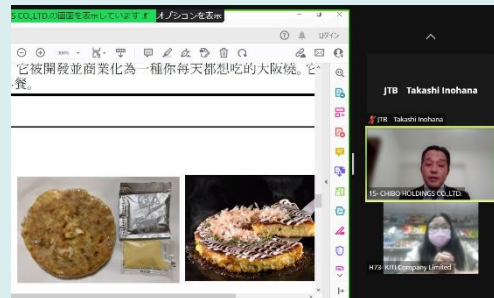 CO.,LTD.の画面を表示しています
オプションを表示
ログイン
它被開發並商業化為一種你每天都想吃的大阪燒。它
餐。
JTB Takashi Inohana
JTB Takashi Inohana
15- CHIBO HOLDINGS CO.,LTD.
H73- KITI Company Limited